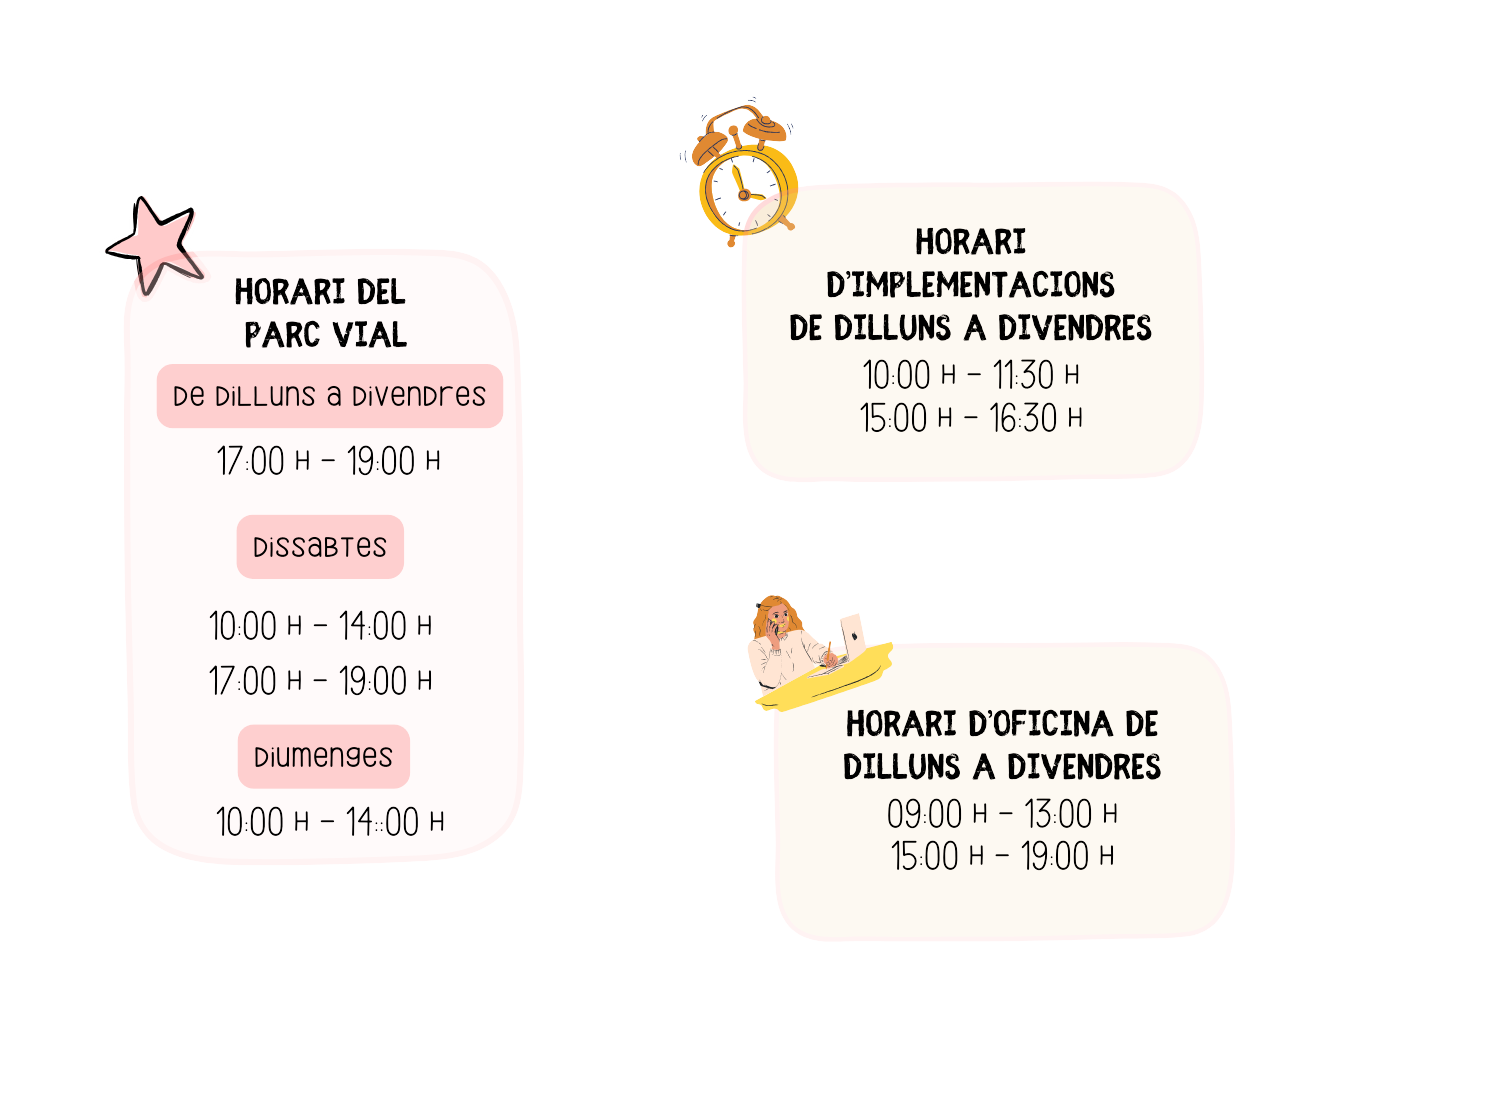 HORARI DEL
PARC VIAL
De Dilluns a Divendres
17:00 H - 19:00 H
Dissabtes
10:00 H - 14:00 H
17:00 H - 19:00 H
Diumenges
10:00 H - 14::00 H
HORARI
D'IMPLEMENTACIONS
DE DILLUNS A DIVENDRES
10:00 H - 11:30 H
15:00 H - 16:30 H
HORARI D'OFICINA DE
DILLUNS A DIVENDRES
09:00 H - 13:00 H
15:00 H - 19:00 H